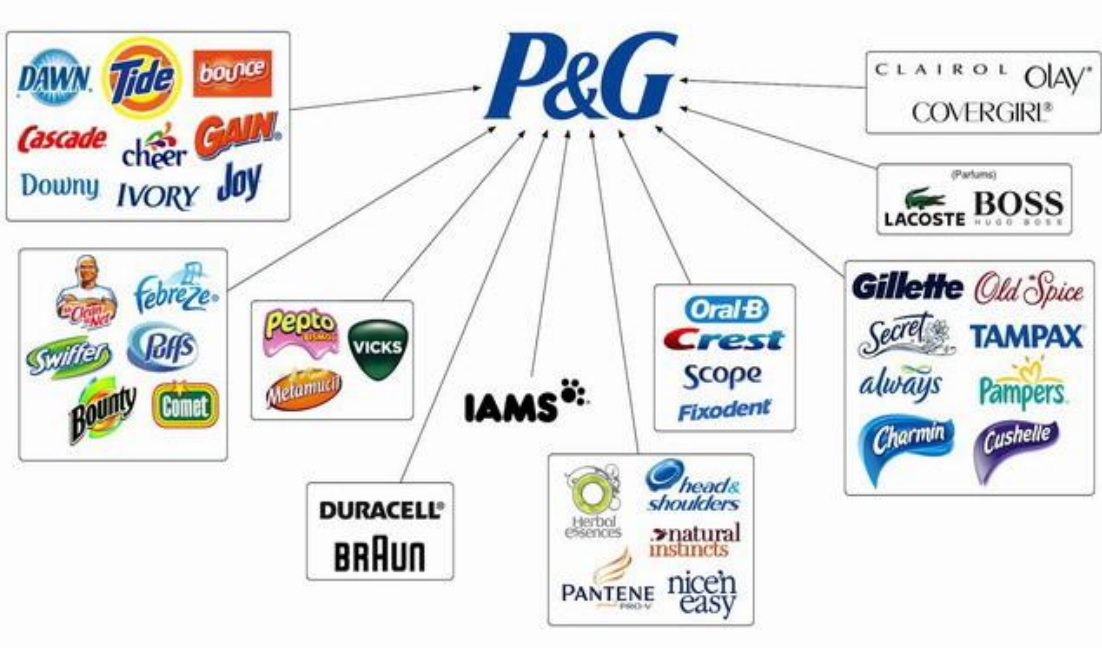 P&G
DAWN Tide bounce
Cascade cheer GAIN
Downy IVORY Joy
CLAIROL OLAY®
COVERGIRL®
(Parfums)
LACOSTE BOSS
HUGO BOSS
Mr.Clean
Mr.Net
febreze
Swiffer Puffs
Bounty Comet
Pepto
BISMOL
VICKS
Metamucil
IAMS
Oral-B
Crest
Scope
Fixodent
Gillette Old Spice
Secret TAMPAX
always Pampers
Charmin Cushelle
DURACELL®
BRAUN
Herbal
essences
head&
shoulders
natural
instincts
PANTENE
PRO-V
nice'n
easy